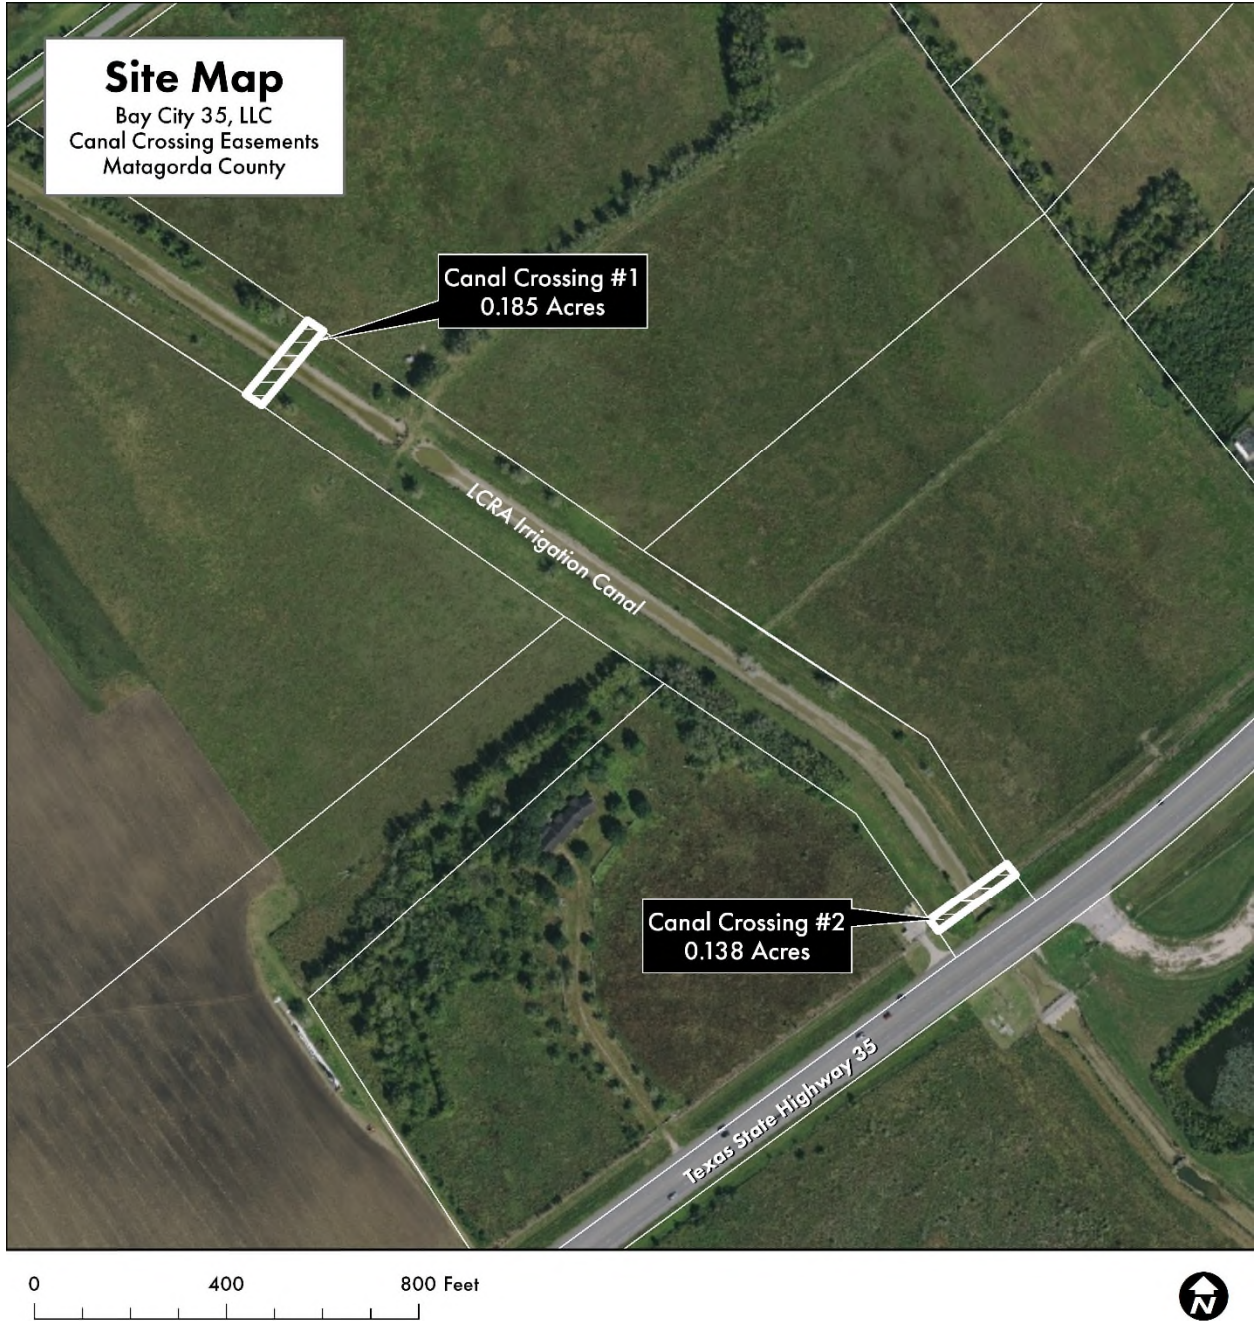 Site Map
Bay City 35, LLC
Canal Crossing Easements
Matagorda County
Canal Crossing #1
0.185 Acres
LCRA Irrigation Canal
Canal Crossing #2
0.138 Acres
Texas State Highway 35
0 400 800 Feet
N